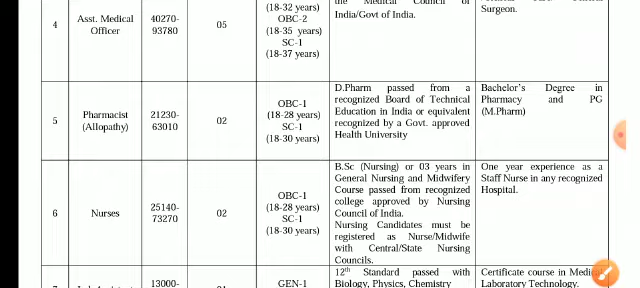 (18-32 years)
OBC-2
(18-35 years)
SC-1
(18-37 years)
4
Asst. Medical
Officer
40270-
93780
05
the Medical Council of
India/Govt of India.
Surgeon.
5
Pharmacist
(Allopathy)
21230-
63010
02
OBC-1
(18-28 years)
SC-1
(18-30 years)
D.Pharm passed from a
recognized Board of Technical
Education in India or equivalent
recognized by a Govt. approved
Health University
Bachelor's Degree in
Pharmacy and PG
(M.Pharm)
6
Nurses
25140-
73270
02
OBC-1
(18-28 years)
SC-1
(18-30 years)
B.Sc (Nursing) or 03 years in
General Nursing and Midwifery
Course passed from recognized
college approved by Nursing
Council of India.
Nursing Candidates must be
registered as Nurse/Midwife
with Central/State Nursing
Councils.
One year experience as a
Staff Nurse in any recognized
Hospital.
13000-
GEN-1
12th Standard passed with
Biology, Physics, Chemistry
Certificate course in Medical
Laboratory Technology.